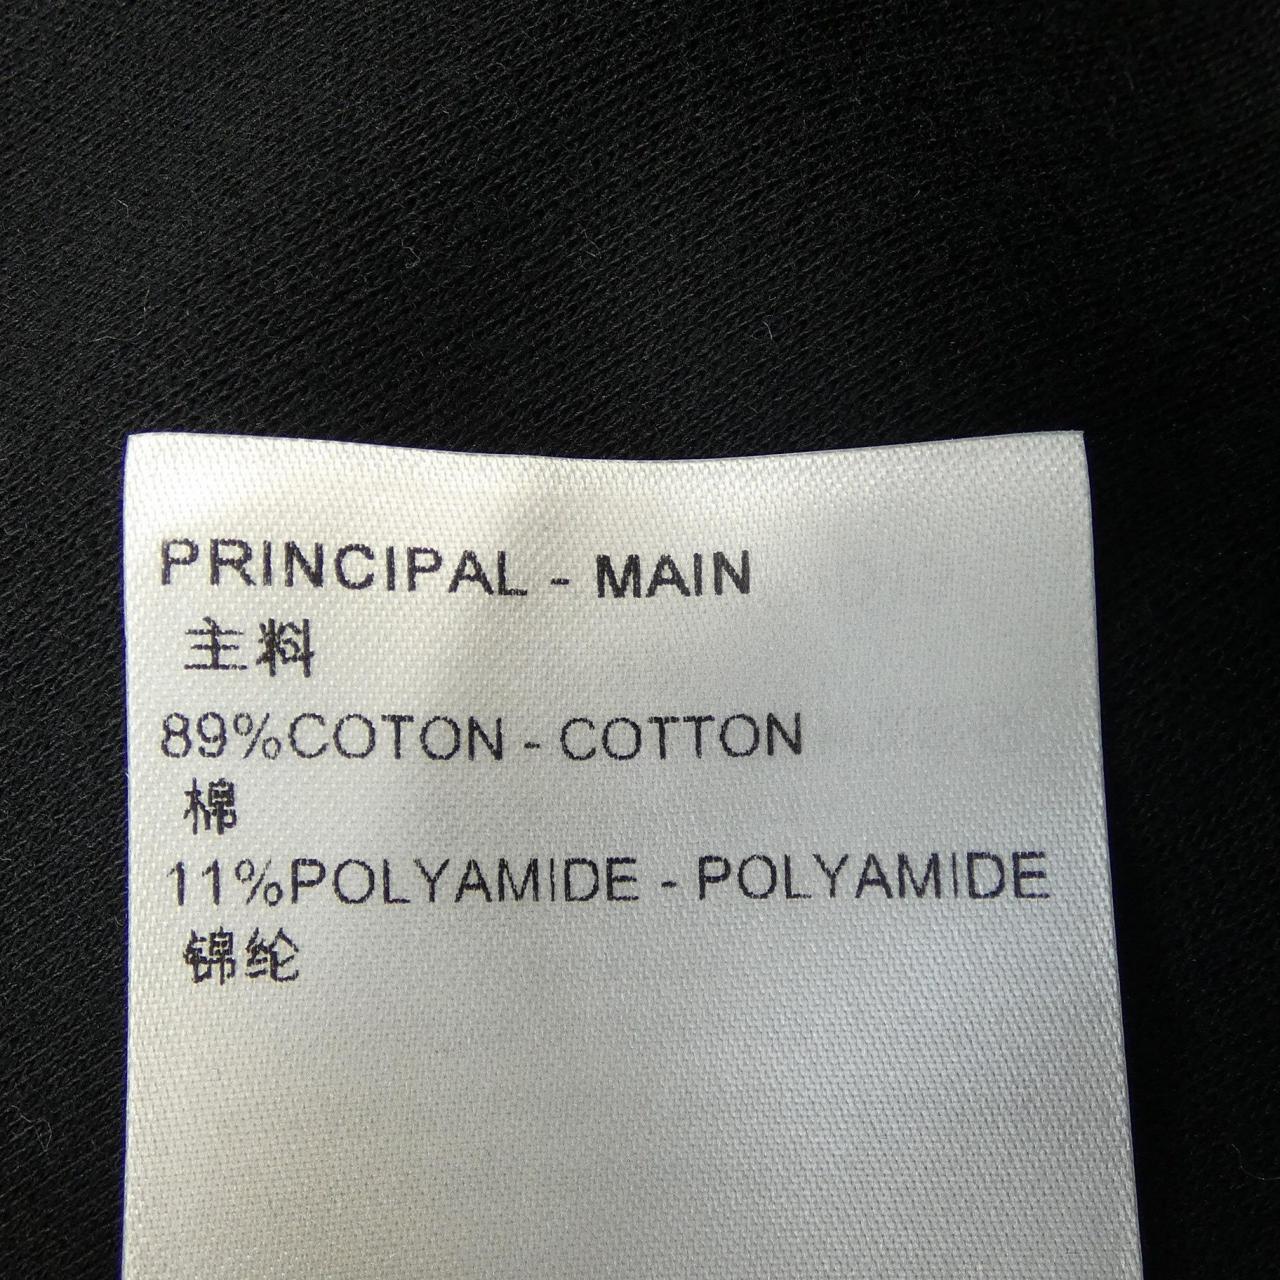 PRINCIPAL - MAIN
主料
89%COTON - COTTON
棉
11%POLYAMIDE - POLYAMIDE
锦纶